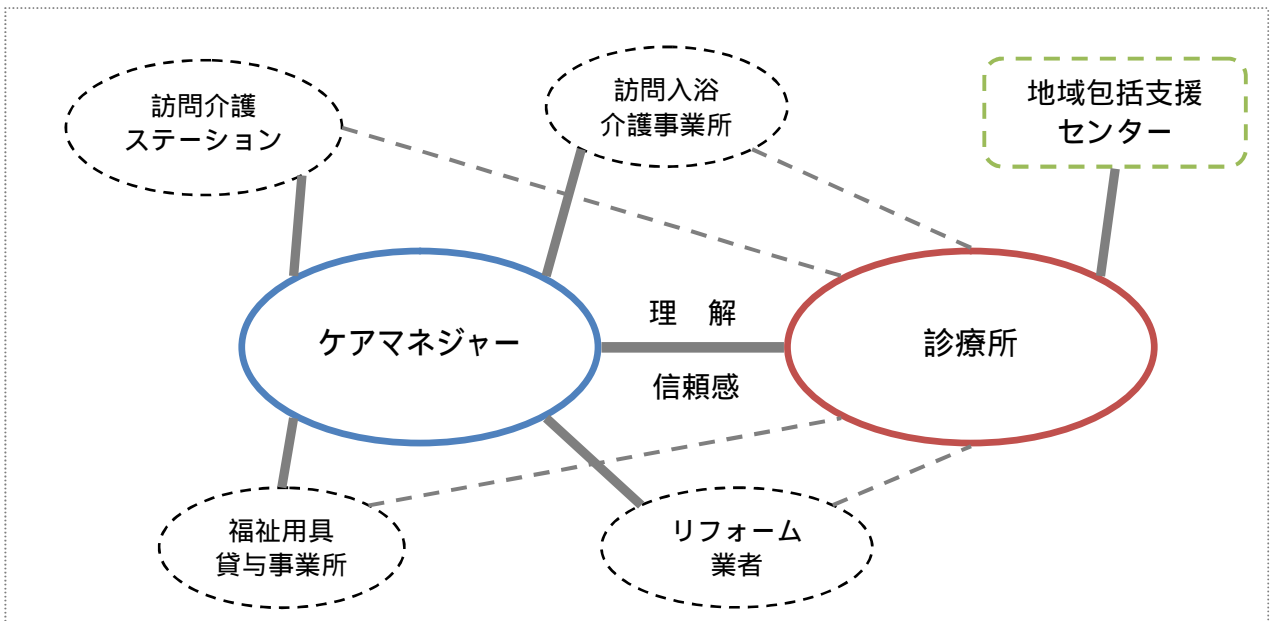 訪問介護
ステーション
訪問入浴
介護事業所
地域包括支援
センター
理　解
ケアマネジャー
診療所
信頼感
福祉用具
貸与事業所
リフォーム
業者